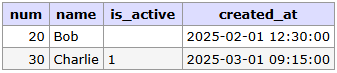 num name is_active created_at
20 Bob 2025-02-01 12:30:00
30 Charlie 1 2025-03-01 09:15:00